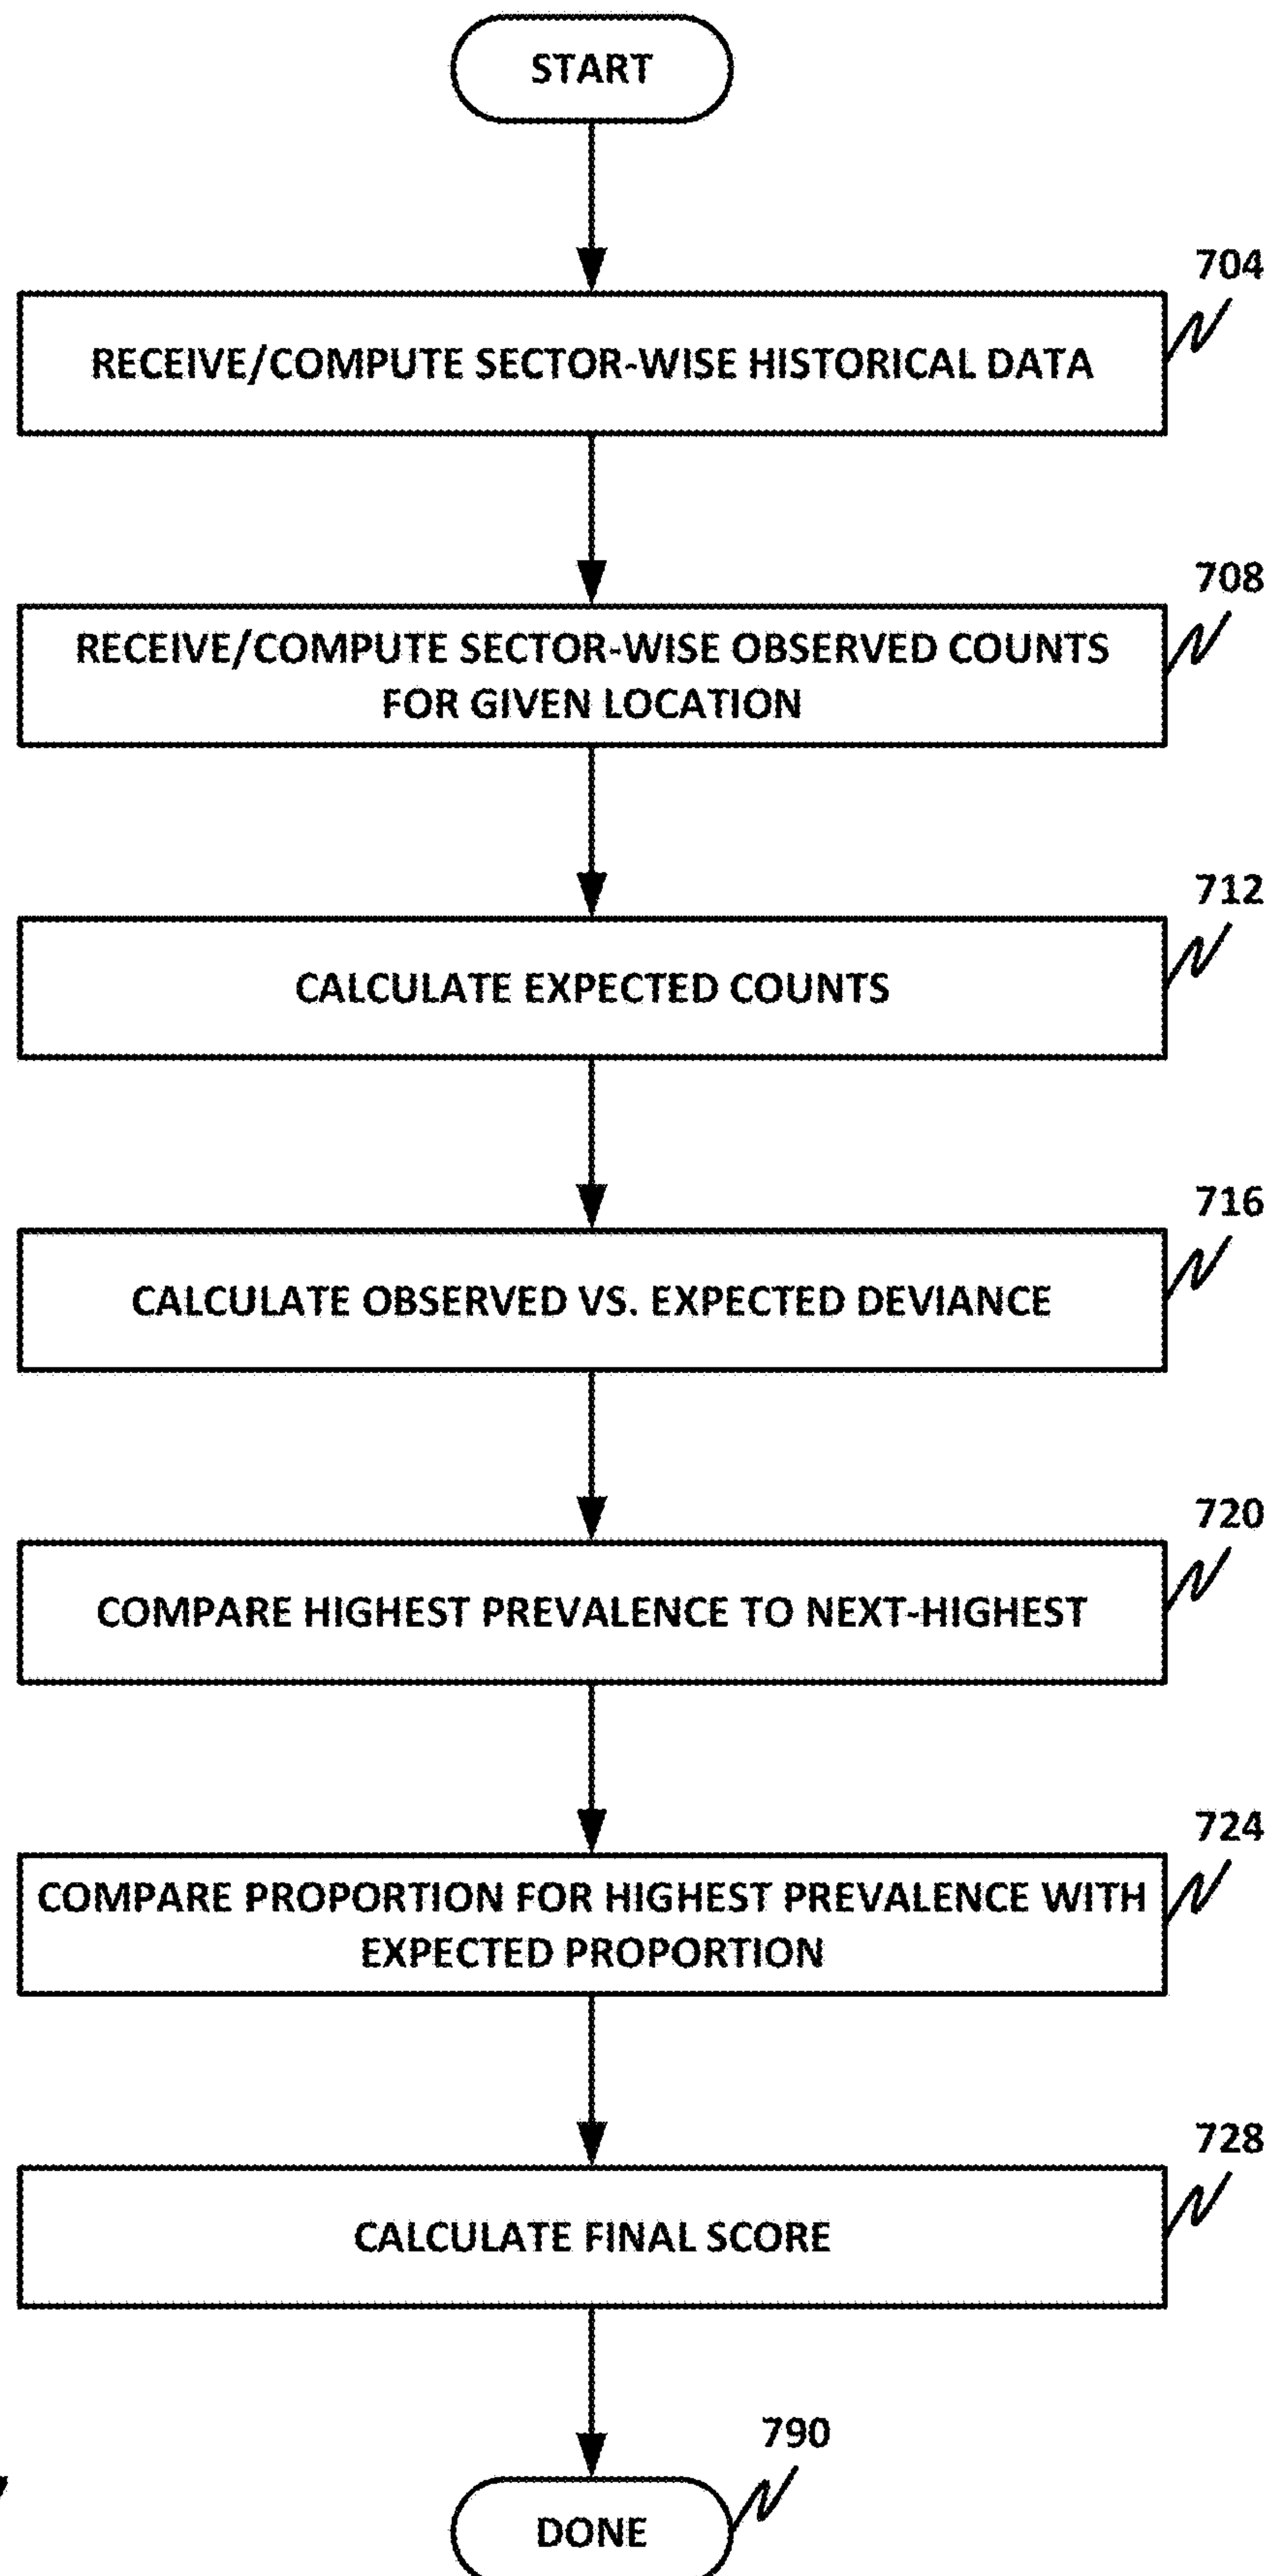 START
704
RECEIVE/COMPUTE SECTOR-WISE HISTORICAL DATA
708
RECEIVE/COMPUTE SECTOR-WISE OBSERVED COUNTS
FOR GIVEN LOCATION
712
CALCULATE EXPECTED COUNTS
716
CALCULATE OBSERVED VS. EXPECTED DEVIANCE
720
COMPARE HIGHEST PREVALENCE TO NEXT-HIGHEST
724
COMPARE PROPORTION FOR HIGHEST PREVALENCE WITH
EXPECTED PROPORTION
728
CALCULATE FINAL SCORE
790
DONE